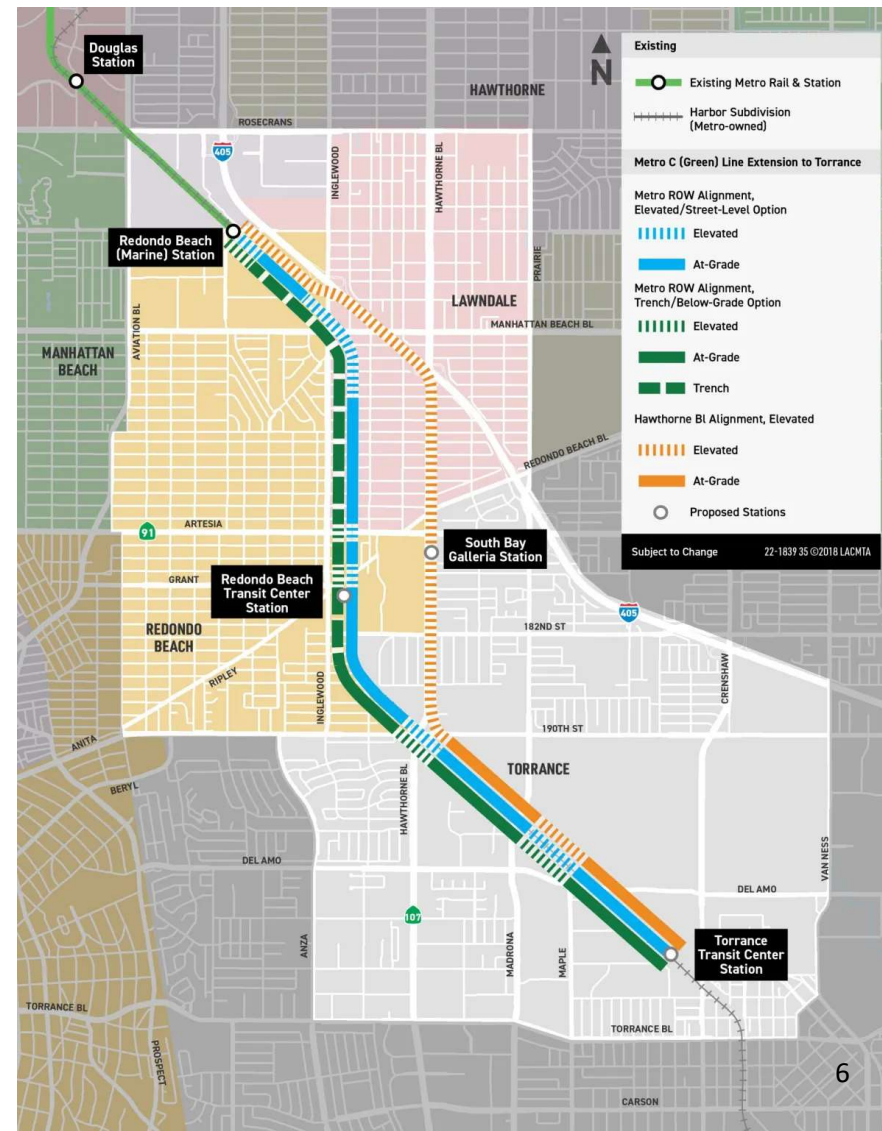 Douglas
Station
HAWTHORNE
N
ROSECRANS
405
INGLEWOOD
HAWTHORNE BL
PRAIRIE
Redondo Beach
(Marine) Station
LAWNDALE
MANHATTAN BEACH BL
AVIATION BL
MANHATTAN
BEACH
REDONDO BEACH BL
ARTESIA
91
South Bay
Galleria Station
GRANT
Redondo Beach
Transit Center
Station
405
182ND ST
REDONDO
BEACH
RIPLEY
INGLEWOOD
CRENSHAW
190TH ST
ANITA
TORRANCE
BERYL
HAWTHORNE BL
DEL AMO
VAN NESS
DEL AMO
107
ANZA
MADRONA
MAPLE
Torrance
Transit Center
Station
TORRANCE BL
TORRANCE BL
PROSPECT
CARSON
6
Existing
Existing Metro Rail & Station
Harbor Subdivision
(Metro-owned)
Metro C (Green) Line Extension to Torrance
Metro ROW Alignment,
Elevated/Street-Level Option
Elevated
At-Grade
Metro ROW Alignment,
Trench/Below-Grade Option
Elevated
At-Grade
Trench
Hawthorne Bl Alignment, Elevated
Elevated
At-Grade
Proposed Stations
Subject to Change 22-1839 35 ©2018 LACMTA